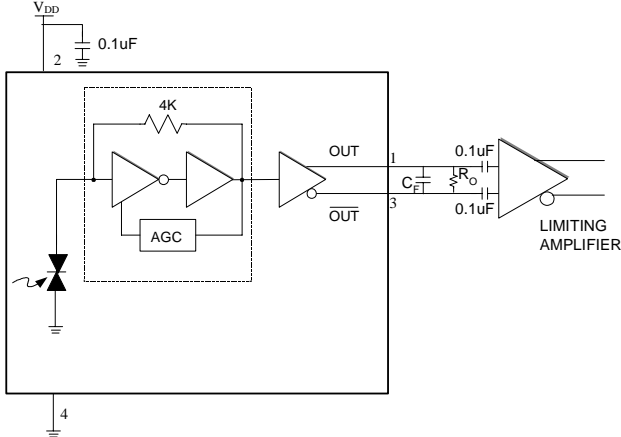 VDD
0.1uF
2
4K
OUT
1
0.1uF
CF
RO
3
OUT
0.1uF
AGC
LIMITING
AMPLIFIER
4